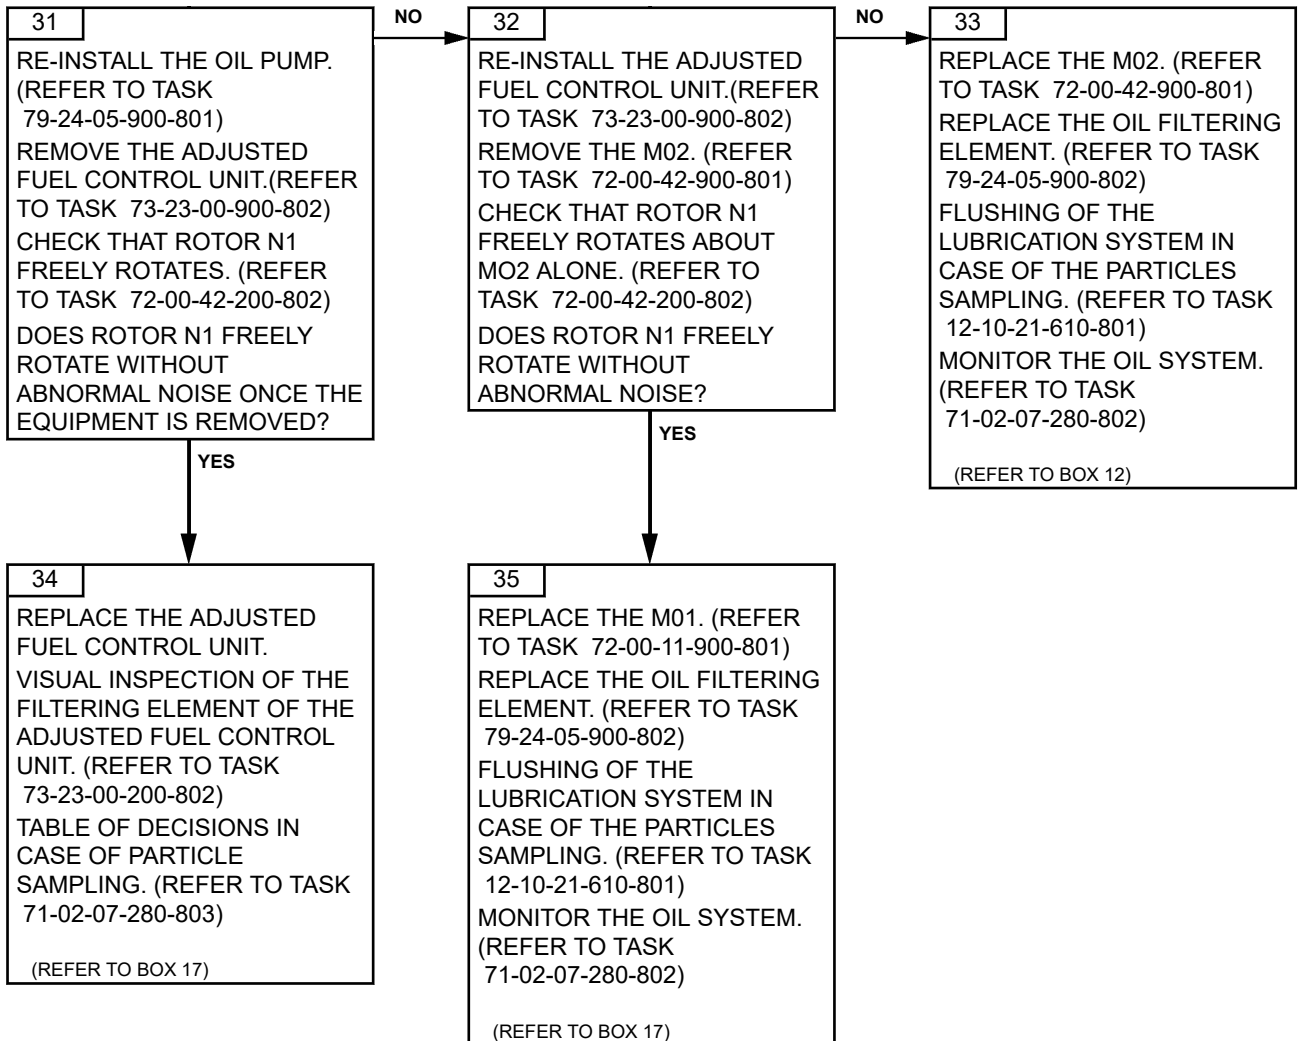 31
RE-INSTALL THE OIL PUMP.
(REFER TO TASK
79-24-05-900-801)
REMOVE THE ADJUSTED
FUEL CONTROL UNIT.(REFER
TO TASK 73-23-00-900-802)
CHECK THAT ROTOR N1
FREELY ROTATES. (REFER
TO TASK 72-00-42-200-802)
DOES ROTOR N1 FREELY
ROTATE WITHOUT
ABNORMAL NOISE ONCE THE
EQUIPMENT IS REMOVED?
NO
32
RE-INSTALL THE ADJUSTED
FUEL CONTROL UNIT.(REFER
TO TASK 73-23-00-900-802)
REMOVE THE M02. (REFER
TO TASK 72-00-42-900-801)
CHECK THAT ROTOR N1
FREELY ROTATES ABOUT
MO2 ALONE. (REFER TO
TASK 72-00-42-200-802)
DOES ROTOR N1 FREELY
ROTATE WITHOUT
ABNORMAL NOISE?
NO
33
REPLACE THE M02. (REFER
TO TASK 72-00-42-900-801)
REPLACE THE OIL FILTERING
ELEMENT. (REFER TO TASK
79-24-05-900-802)
FLUSHING OF THE
LUBRICATION SYSTEM IN
CASE OF THE PARTICLES
SAMPLING. (REFER TO TASK
12-10-21-610-801)
MONITOR THE OIL SYSTEM.
(REFER TO TASK
71-02-07-280-802)
(REFER TO BOX 12)
YES
YES
34
REPLACE THE ADJUSTED
FUEL CONTROL UNIT.
VISUAL INSPECTION OF THE
FILTERING ELEMENT OF THE
ADJUSTED FUEL CONTROL
UNIT. (REFER TO TASK
73-23-00-200-802)
TABLE OF DECISIONS IN
CASE OF PARTICLE
SAMPLING. (REFER TO TASK
71-02-07-280-803)
(REFER TO BOX 17)
35
REPLACE THE M01. (REFER
TO TASK 72-00-11-900-801)
REPLACE THE OIL FILTERING
ELEMENT. (REFER TO TASK
79-24-05-900-802)
FLUSHING OF THE
LUBRICATION SYSTEM IN
CASE OF THE PARTICLES
SAMPLING. (REFER TO TASK
12-10-21-610-801)
MONITOR THE OIL SYSTEM.
(REFER TO TASK
71-02-07-280-802)
(REFER TO BOX 17)